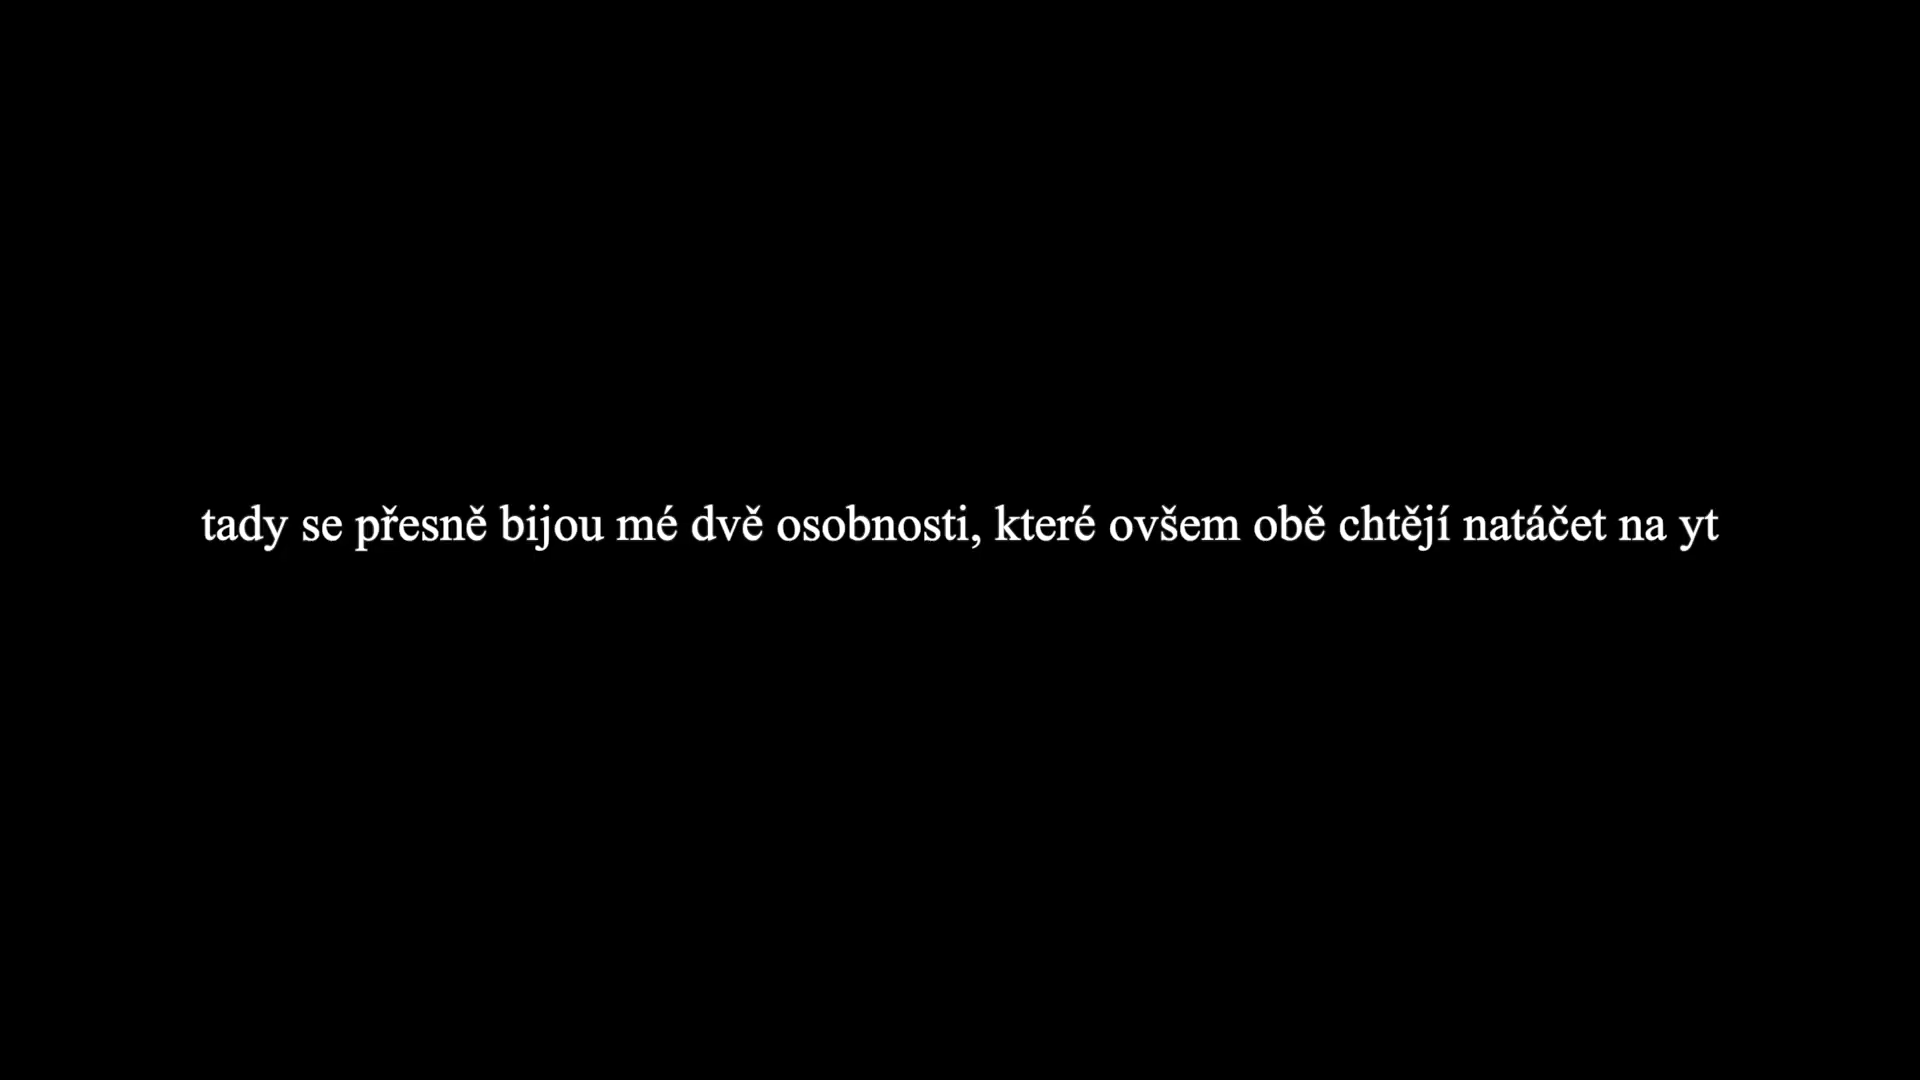 tady se přesně bijou mé dvě osobnosti, které ovšem obě chtějí natáčet na yt